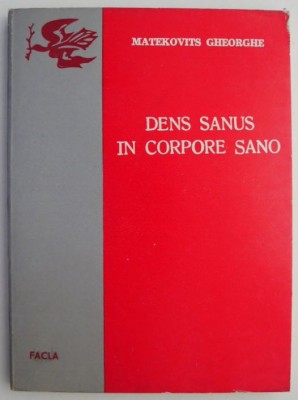 MATEKOVITS GHEORGHE
DENS SANUS
IN CORPORE SANO
FACLA